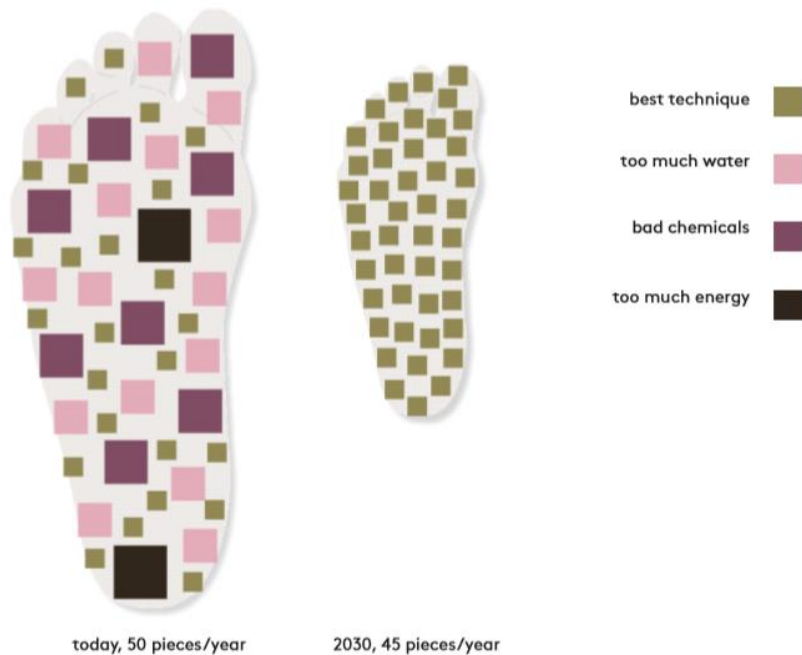 best technique
too much water
bad chemicals
too much energy
today, 50 pieces/year
2030, 45 pieces/year